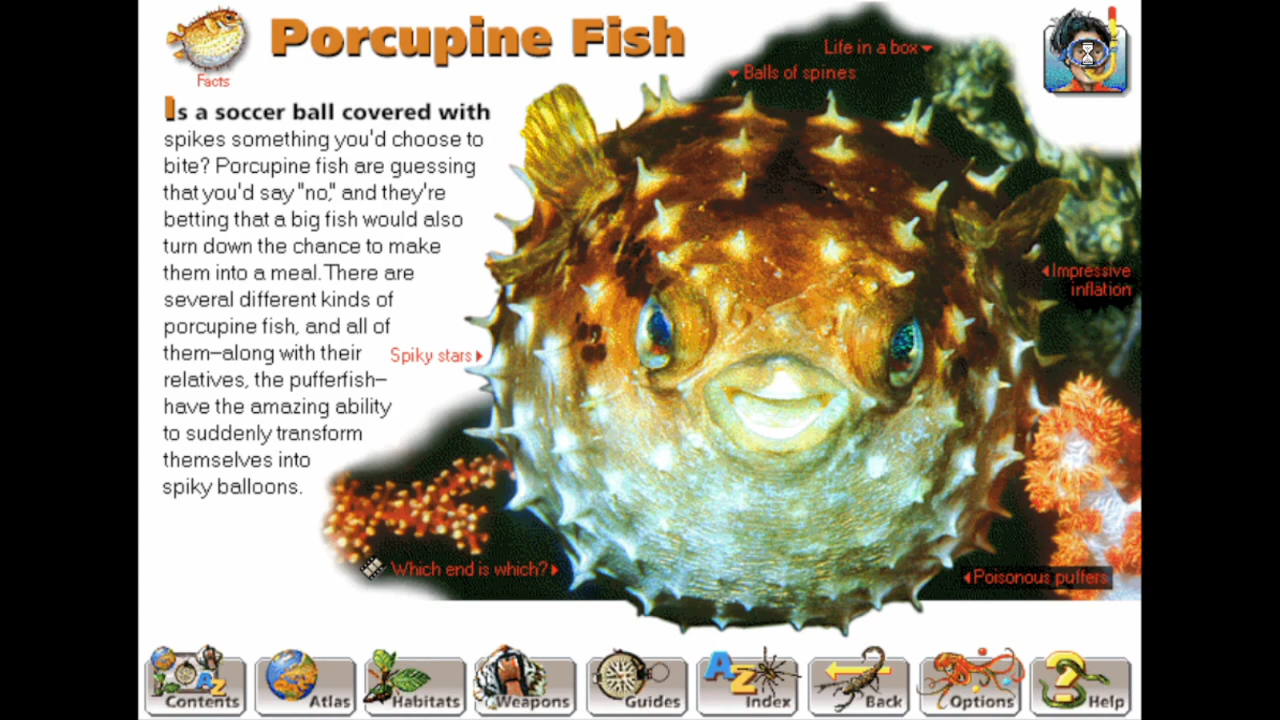 Porcupine Fish
Facts
Life in a box
Balls of spines
Is a soccer ball covered with
spikes something you'd choose to
bite? Porcupine fish are guessing
that you'd say "no," and they're
betting that a big fish would also
turn down the chance to make
them into a meal. There are
several different kinds of
porcupine fish, and all of
them—along with their
relatives, the pufferfish—
have the amazing ability
to suddenly transform
themselves into
spiky balloons.
Impressive
inflation
Spiky stars
Which end is which?
Poisonous puffers
Contents
Atlas
Habitats
Weapons
Guides
AZ
Index
Back
Options
Help